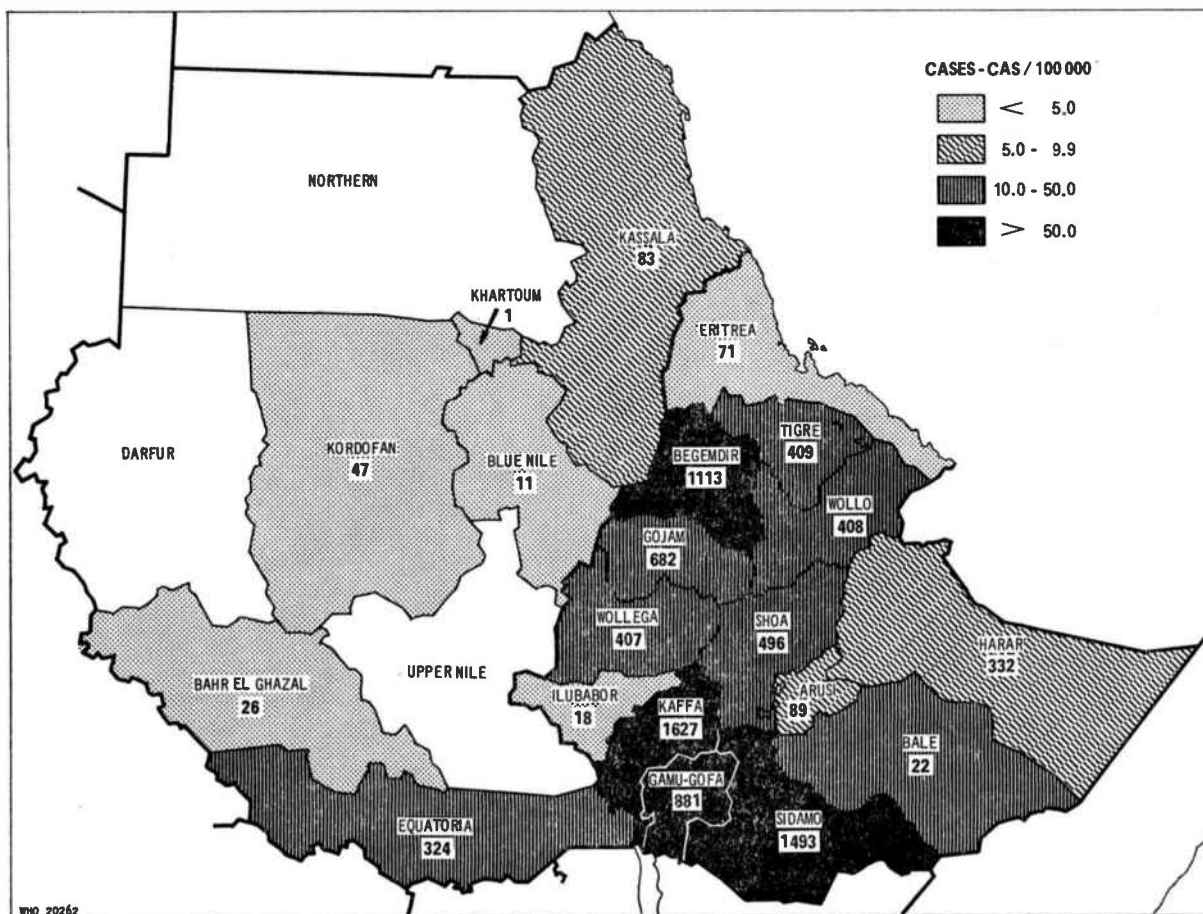 CASES-CAS / 100 000
< 5.0
5.0 - 9.9
10.0 - 50.0
> 50.0
NORTHERN
KASSALA
83
KHARTOUM
1
ERITREA
71
DARFUR
KORDOFAN
47
BLUE NILE
11
BEGEMDIR
1113
TIGRE
409
WOLLO
408
GOJAM
682
WOLLEGA
407
SHOA
496
HARAR
332
BAHR EL GHAZAL
26
UPPER NILE
ILUBABOR
18
KAFFA
1627
ARUSI
89
BALE
22
GAMU-GOFA
881
EQUATORIA
324
SIDAMO
1493
WHO 20262